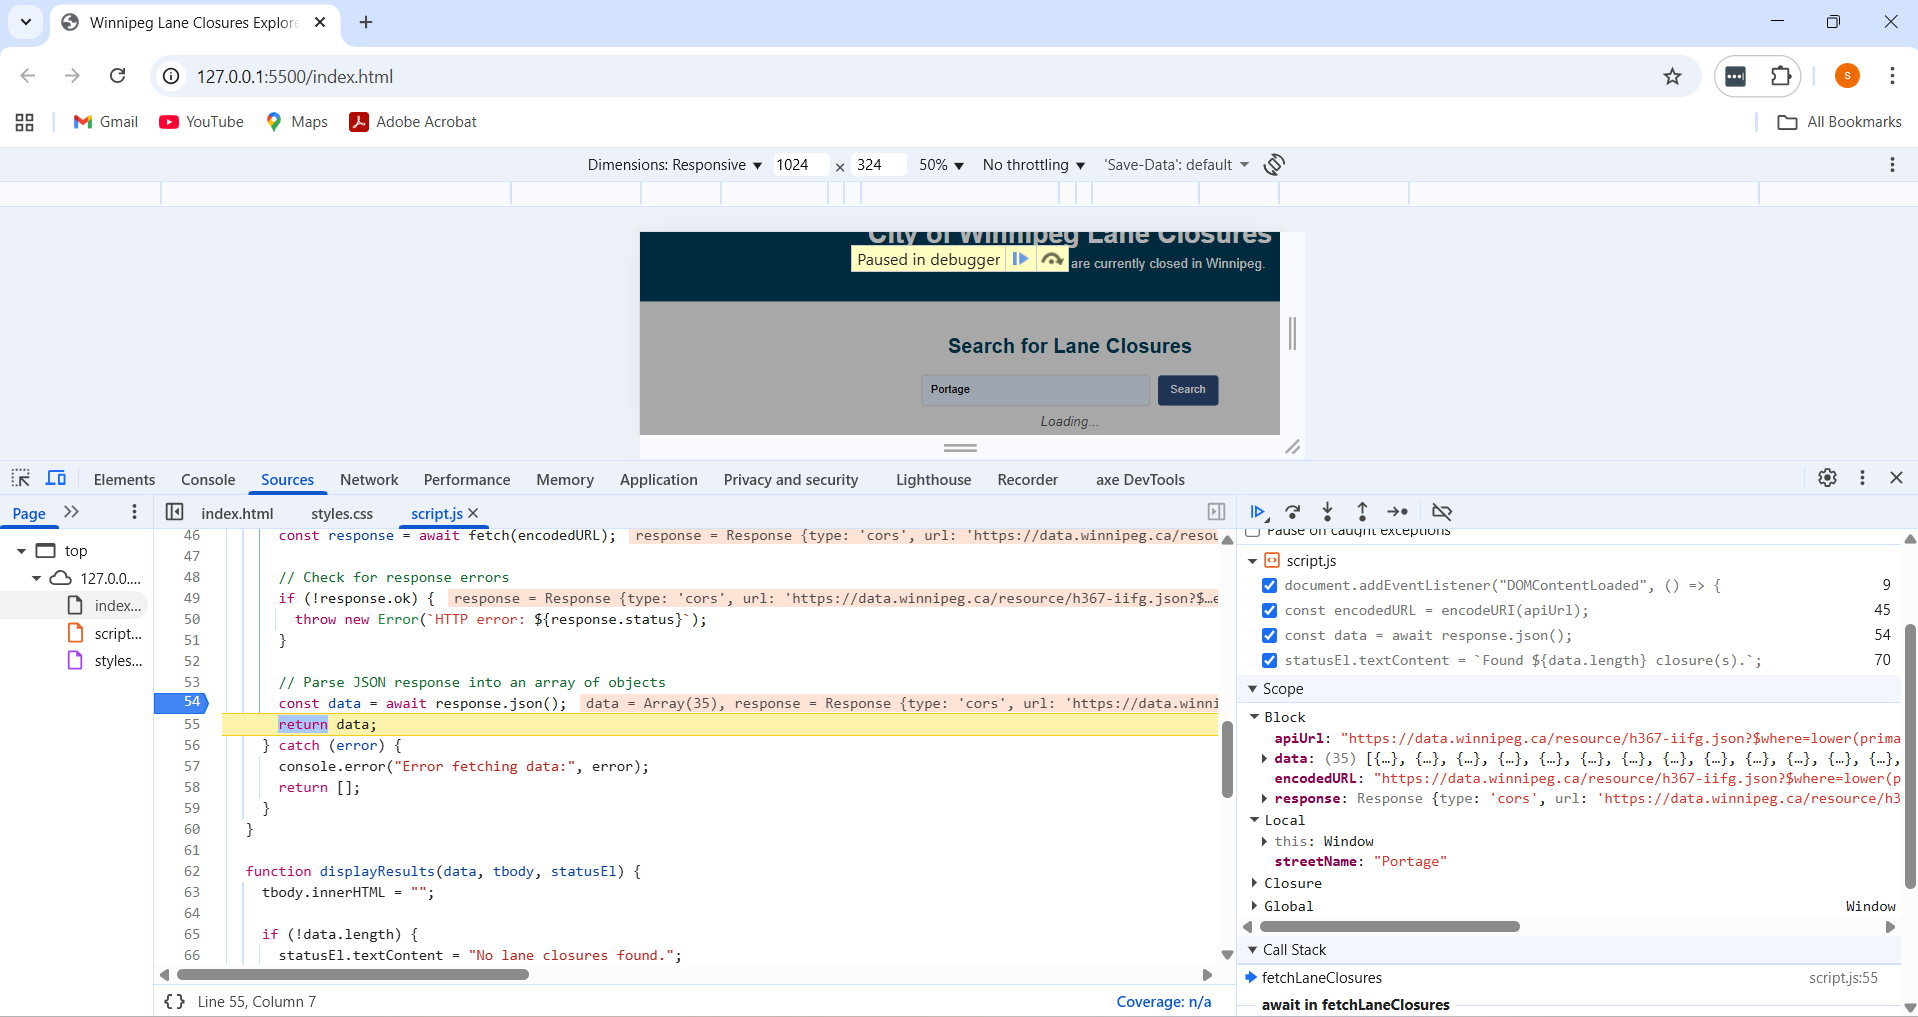 Winnipeg Lane Closures Explore
127.0.0.1:5500/index.html
S
Gmail
YouTube
Maps
Adobe Acrobat
All Bookmarks
Dimensions: Responsive ▼ 1024 × 324 50% ▼ No throttling ▼ 'Save-Data': default ▼
City of Winnipeg Lane Closures
Paused in debugger
are currently closed in Winnipeg.
Search for Lane Closures
Portage
Search
Loading...
Elements Console Sources Network Performance Memory Application Privacy and security Lighthouse Recorder axe DevTools
Page
index.html styles.css script.js
top
127.0.0....
index...
script...
styles...
46 const response = await fetch(encodedURL); response = Response {type: 'cors', url: 'https://data.winnipeg.ca/resou
47
48 // Check for response errors
49 if (!response.ok) { response = Response {type: 'cors', url: 'https://data.winnipeg.ca/resource/h367-iifg.json?$…e
50 throw new Error(`HTTP error: ${response.status}`);
51 }
52
53 // Parse JSON response into an array of objects
54 const data = await response.json(); data = Array(35), response = Response {type: 'cors', url: 'https://data.winni
55 return data;
56 } catch (error) {
57 console.error("Error fetching data:", error);
58 return [];
59 }
60 }
61
62 function displayResults(data, tbody, statusEl) {
63 tbody.innerHTML = "";
64
65 if (!data.length) {
66 statusEl.textContent = "No lane closures found.";
{} Line 55, Column 7
Coverage: n/a
Pause on caught exceptions
script.js
document.addEventListener("DOMContentLoaded", () => { 9
const encodedURL = encodeURI(apiUrl); 45
const data = await response.json(); 54
statusEl.textContent = `Found ${data.length} closure(s).`; 70
Scope
Block
apiUrl: "https://data.winnipeg.ca/resource/h367-iifg.json?$where=lower(prima
data: (35) [{…}, {…}, {…}, {…}, {…}, {…}, {…}, {…}, {…}, {…}, {…}, {…}, {…},
encodedURL: "https://data.winnipeg.ca/resource/h367-iifg.json?$where=lower(p
response: Response {type: 'cors', url: 'https://data.winnipeg.ca/resource/h3
Local
this: Window
streetName: "Portage"
Closure
Global Window
Call Stack
fetchLaneClosures script.js:55
await in fetchLaneClosures